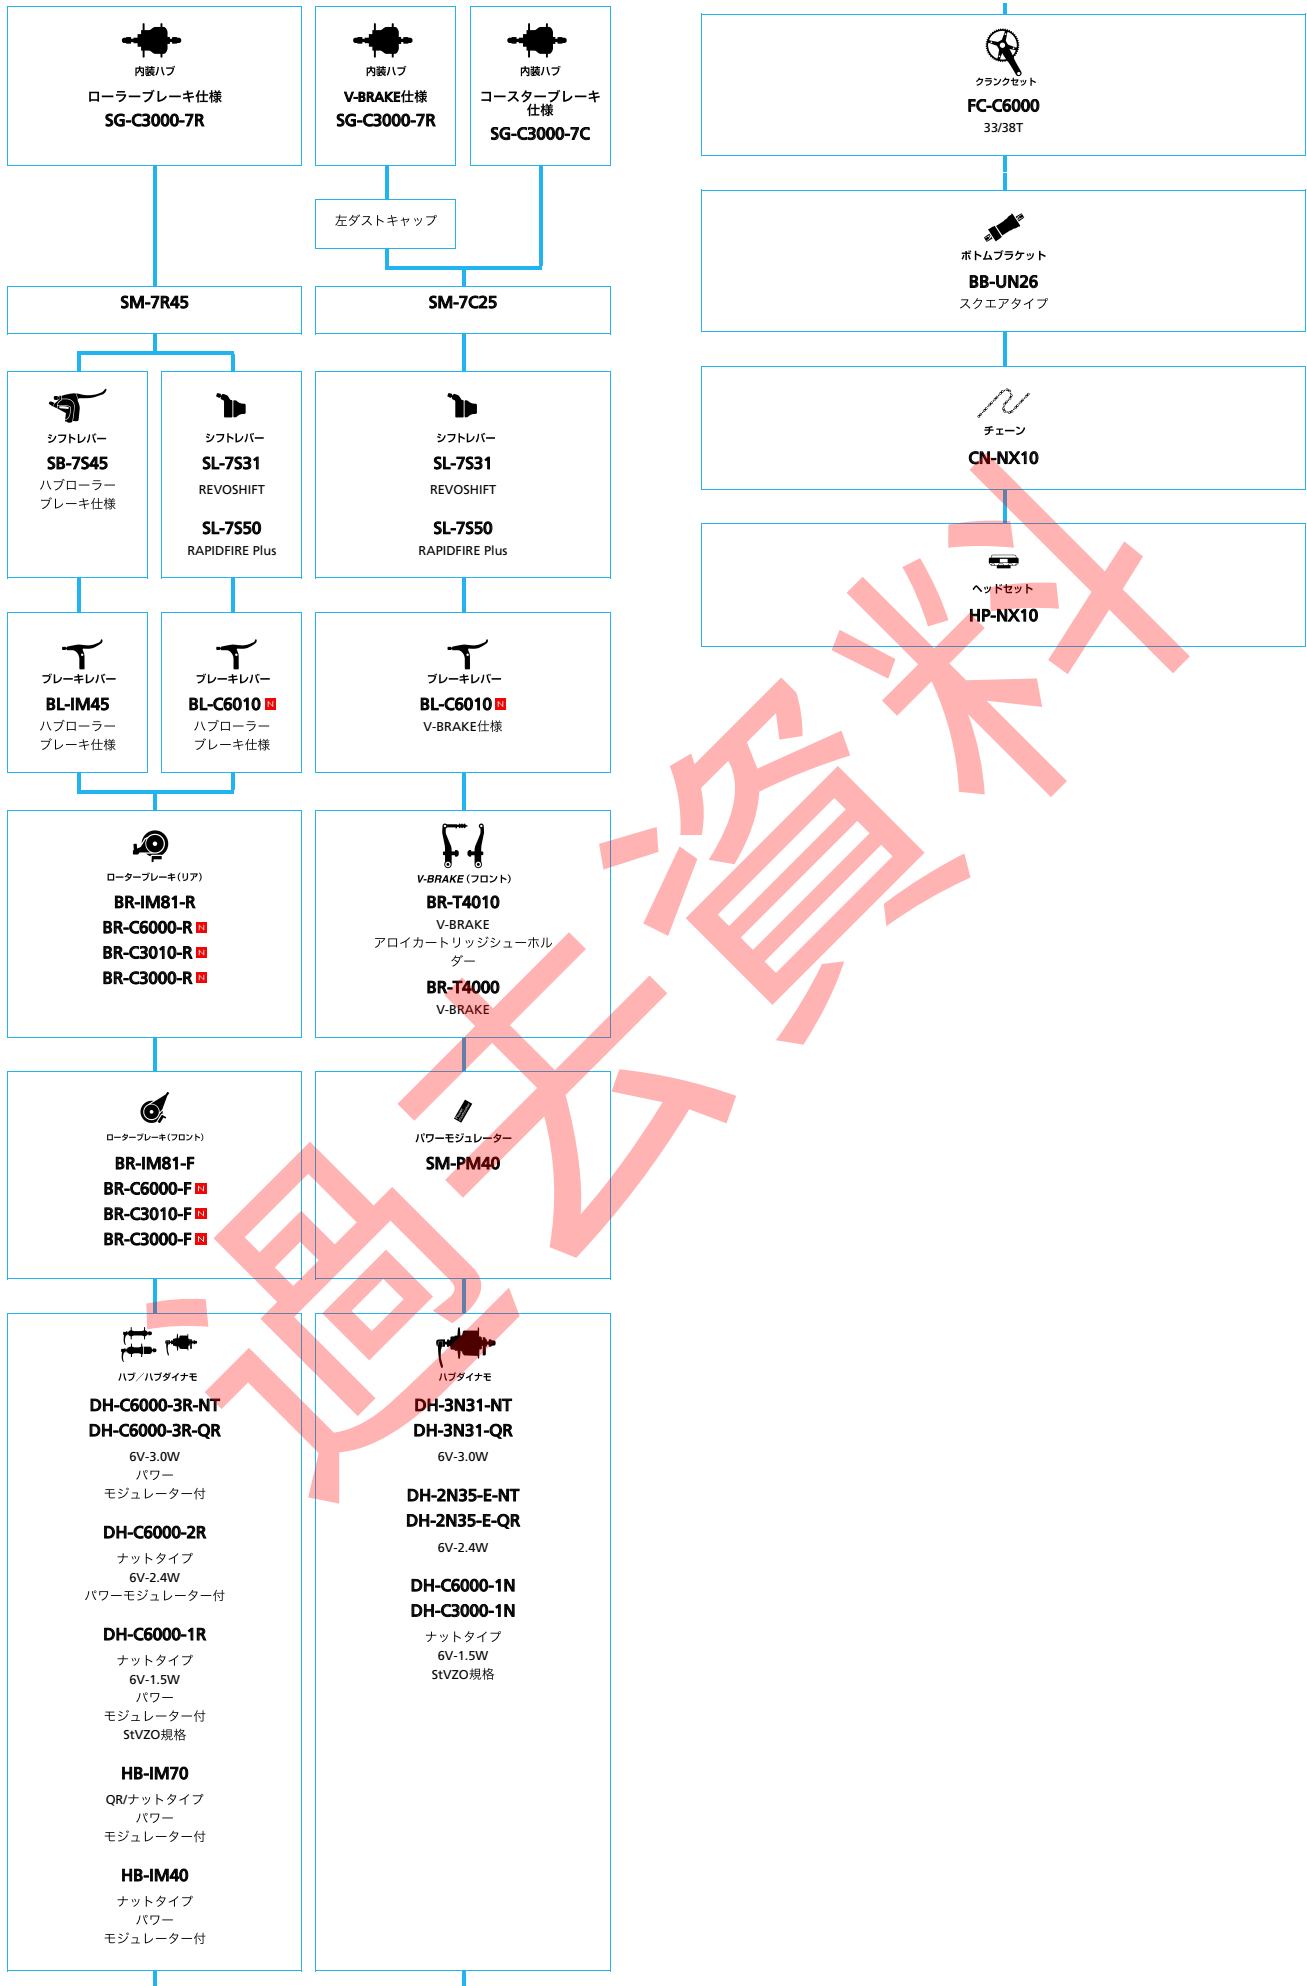 内装ハブ
ローラーブレーキ仕様
SG-C3000-7R
内装ハブ
V-BRAKE仕様
SG-C3000-7R
内装ハブ
コースターブレーキ
仕様
SG-C3000-7C
左ダストキャップ
SM-7R45
SM-7C25
シフトレバー
SB-7S45
ハブローラー
ブレーキ仕様
シフトレバー
SL-7S31
REVOSHIFT
SL-7S50
RAPIDFIRE Plus
シフトレバー
SL-7S31
REVOSHIFT
SL-7S50
RAPIDFIRE Plus
ブレーキレバー
BL-IM45
ハブローラー
ブレーキ仕様
ブレーキレバー
BL-C6010 N
ハブローラー
ブレーキ仕様
ブレーキレバー
BL-C6010 N
V-BRAKE仕様
ローターブレーキ(リア)
BR-IM81-R
BR-C6000-R N
BR-C3010-R N
BR-C3000-R N
V-BRAKE(フロント)
BR-T4010
V-BRAKE
アロイカートリッジシューホル
ダー
BR-T4000
V-BRAKE
ローターブレーキ(フロント)
BR-IM81-F
BR-C6000-F N
BR-C3010-F N
BR-C3000-F N
パワーモジュレーター
SM-PM40
ハブ/ハブダイナモ
DH-C6000-3R-NT
DH-C6000-3R-QR
6V-3.0W
パワー
モジュレーター付
DH-C6000-2R
ナットタイプ
6V-2.4W
パワーモジュレーター付
DH-C6000-1R
ナットタイプ
6V-1.5W
パワー
モジュレーター付
StVZO規格
HB-IM70
QR/ナットタイプ
パワー
モジュレーター付
HB-IM40
ナットタイプ
パワー
モジュレーター付
ハブダイナモ
DH-3N31-NT
DH-3N31-QR
6V-3.0W
DH-2N35-E-NT
DH-2N35-E-QR
6V-2.4W
DH-C6000-1N
DH-C3000-1N
ナットタイプ
6V-1.5W
StVZO規格
クランクセット
FC-C6000
33/38T
ボトムブラケット
BB-UN26
スクエアタイプ
チェーン
CN-NX10
ヘッドセット
HP-NX10
過去資料